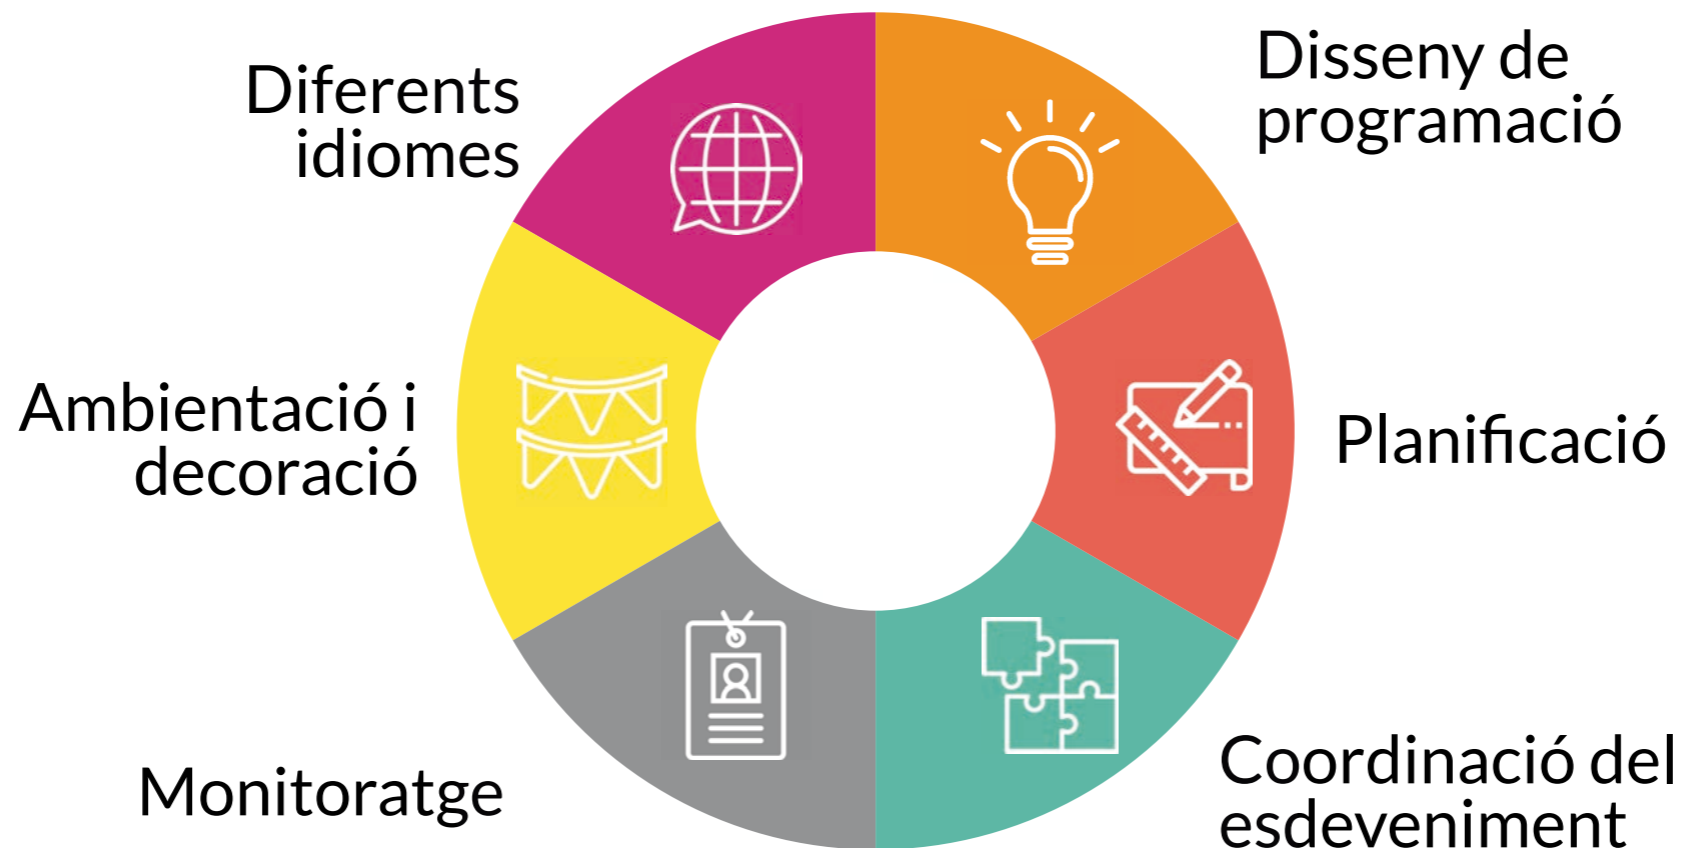 Diferents
idiomes
Disseny de
programació
Ambientació i
decoració
Planificació
Monitoratge
Coordinació del
esdeveniment